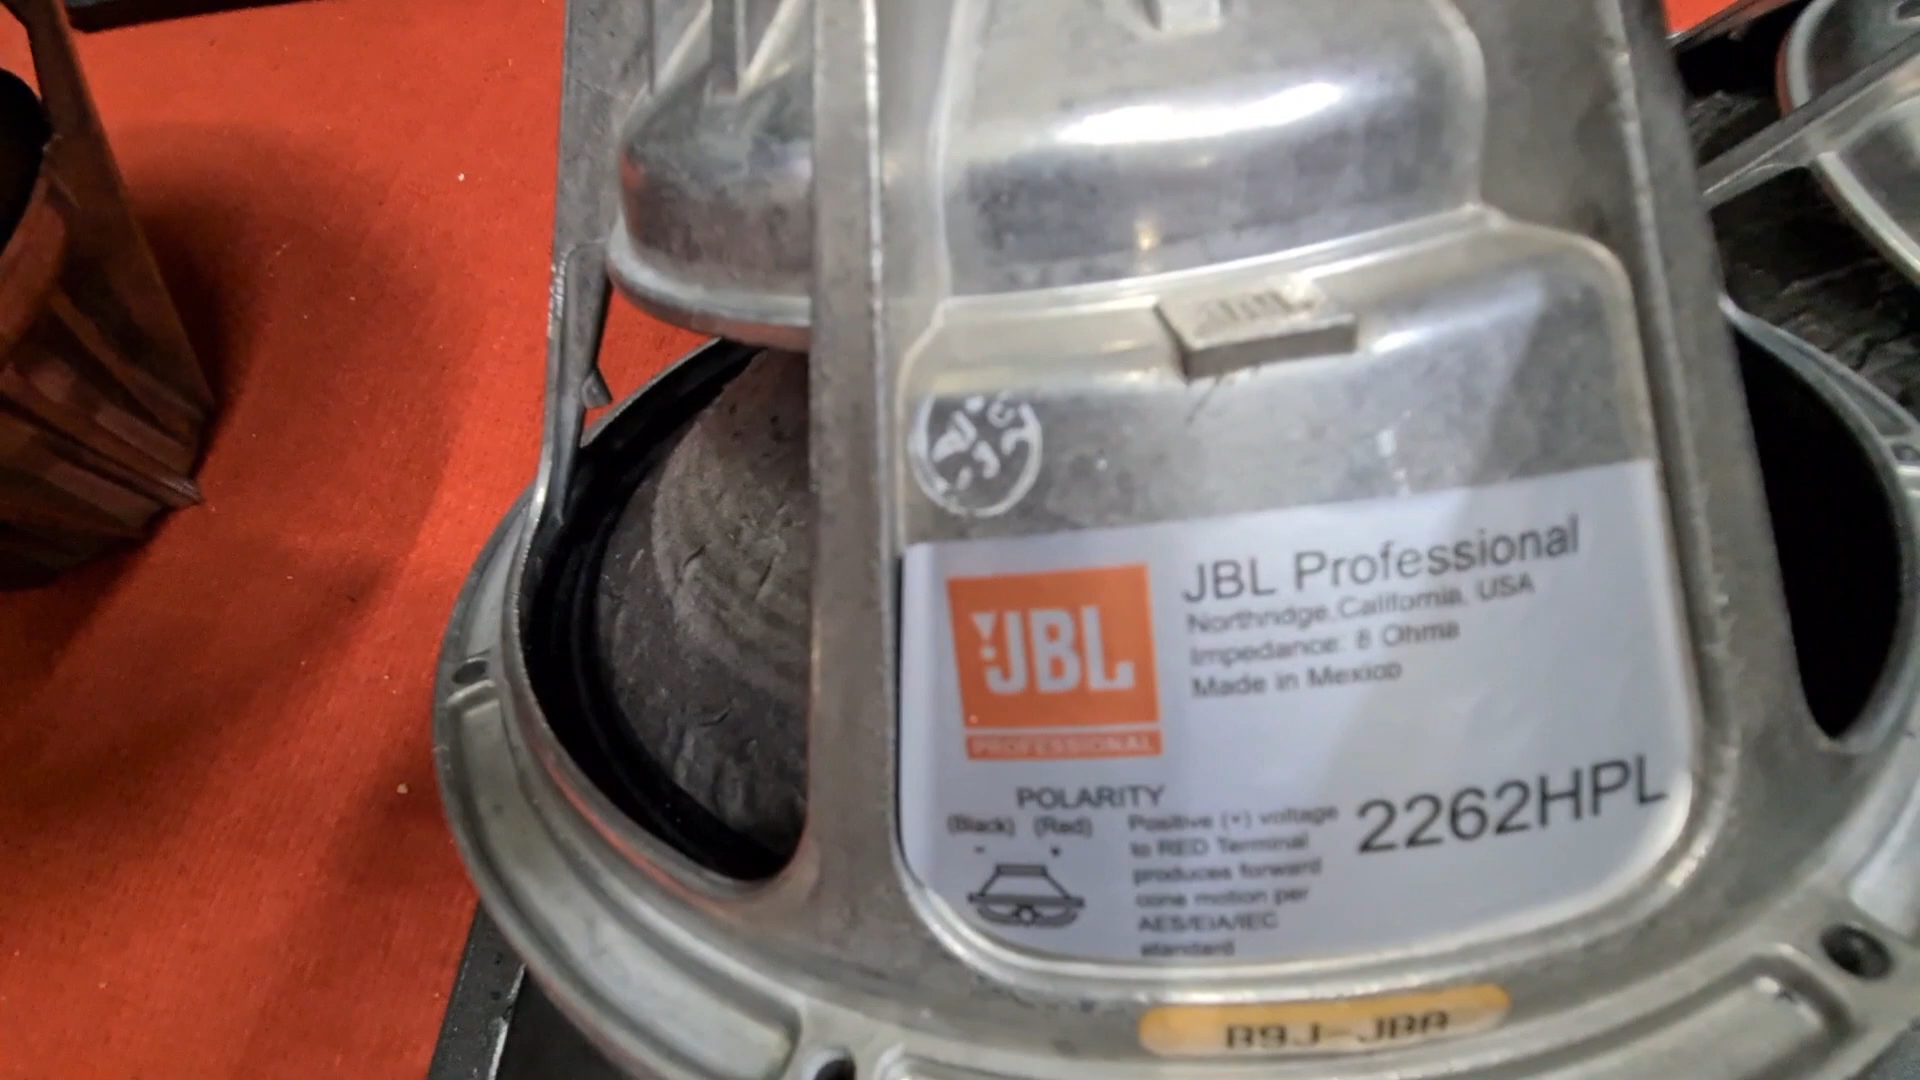 JBL Professional
Northridge, California, USA
Impedance: 8 Ohms
Made in Mexico
JBL
PROFESSIONAL
POLARITY
(Black) (Red)
- +
Positive (+) voltage
to RED Terminal
produces forward
cone motion per
AES/EIA/IEC
standard
2262HPL
B9J-JBA